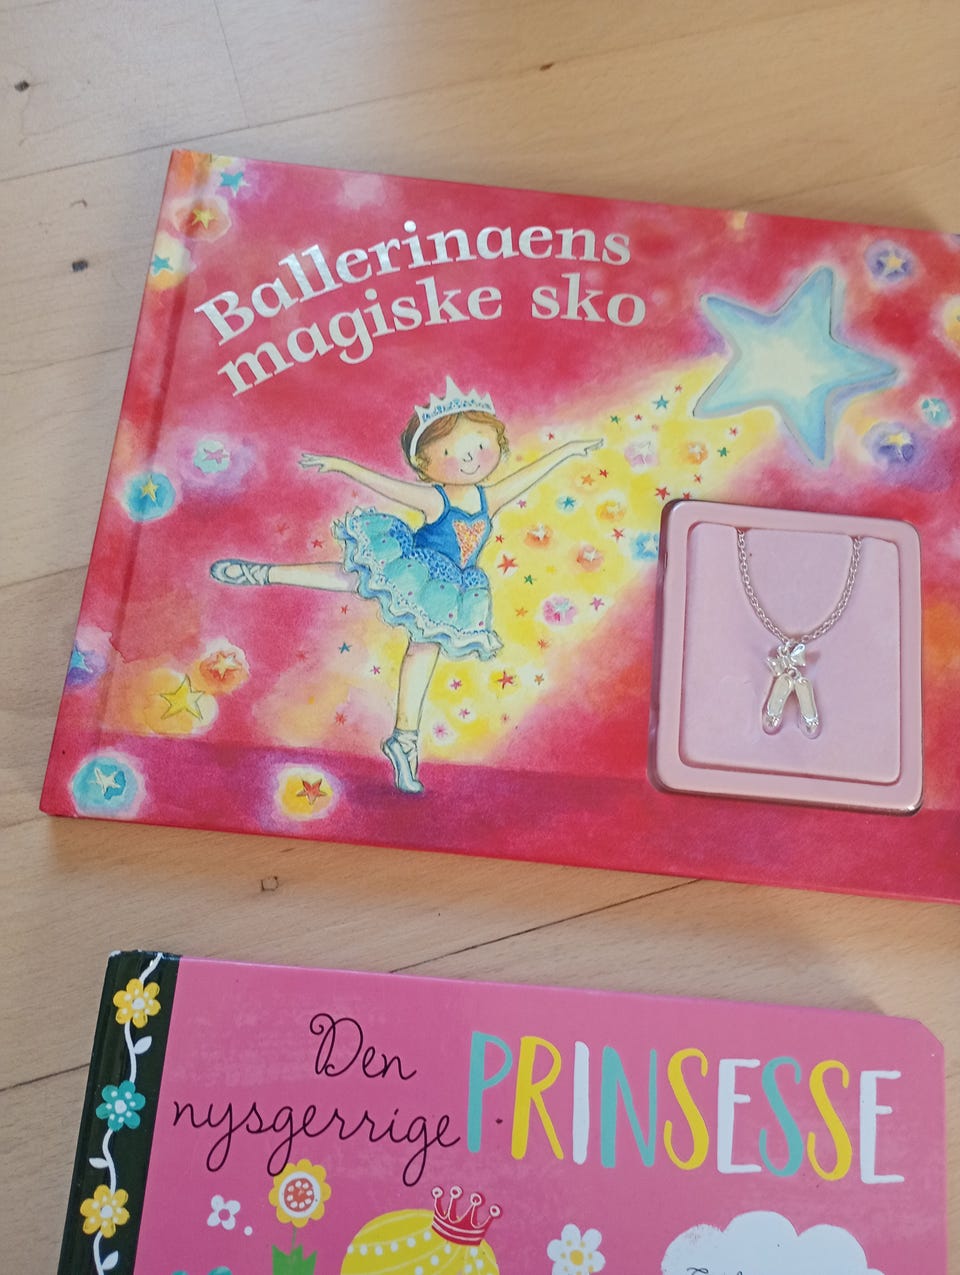 Ballerinaens
magiske sko
Den
nysgerrige PRINSESSE